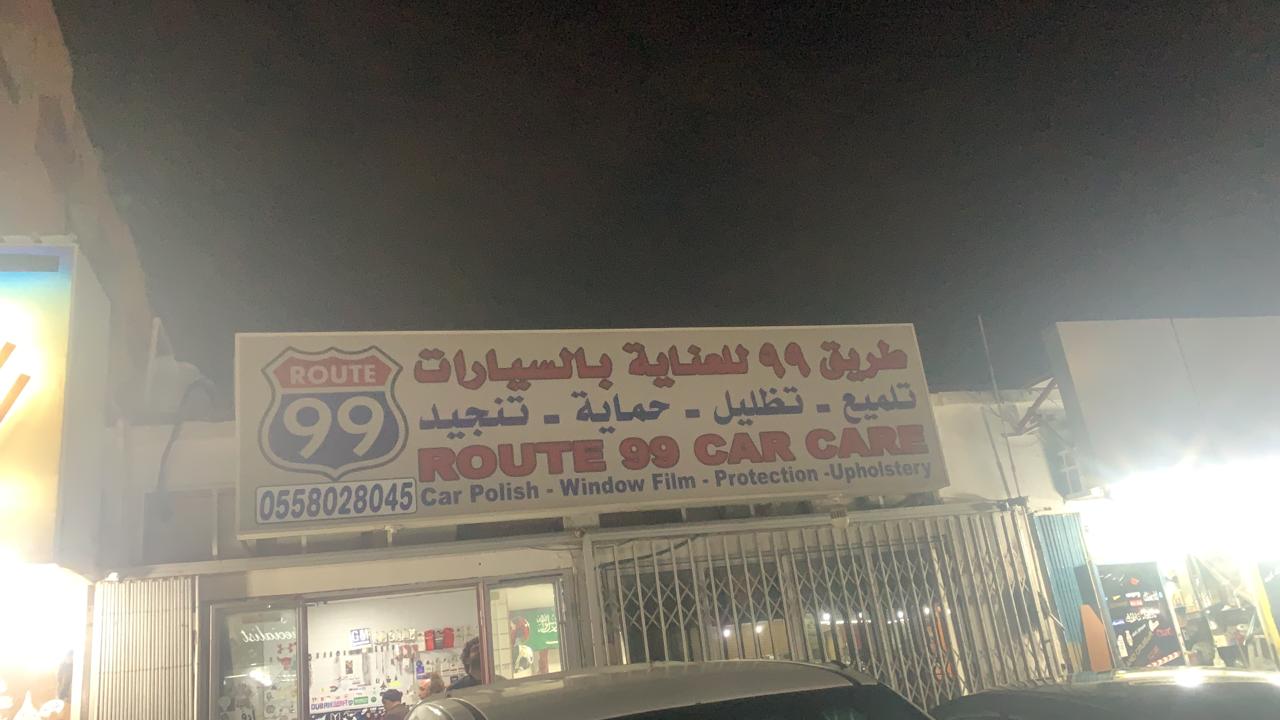 ROUTE
99
0558028045
طريق ٩٩ للعناية بالسيارات
تلميع - تظليل - حماية - تنجيد
ROUTE 99 CAR CARE
Car Polish - Window Film - Protection -Upholstery